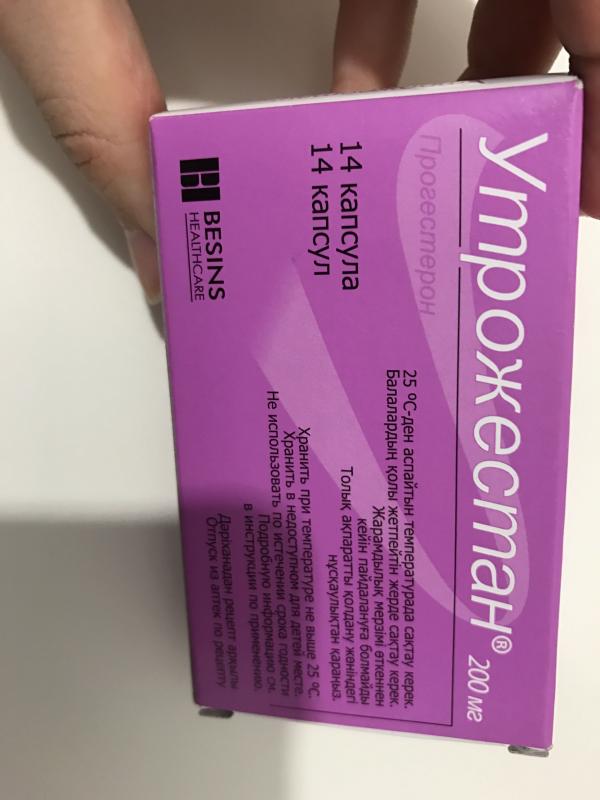 Утрожестан® 200 мг
Прогестерон
14 капсула
14 капсул
25 ºС-ден аспайтын температурада сақтау керек.
Балалардың қолы жетпейтін жерде сақтау керек.
Жарамдылық мерзімі өткеннен
кейін пайдалануға болмайды
Толық ақпаратты қолдану жөніндегі
нұсқаулықтан қараңыз.
Хранить при температуре не выше 25 ºС.
Хранить в недоступном для детей месте.
Не использовать по истечении срока годности
Подробную информацию см.
в инструкции по применению.
Дәріханадан рецепт арқылы
Отпуск из аптек по рецепту
BESINS
HEALTHCARE